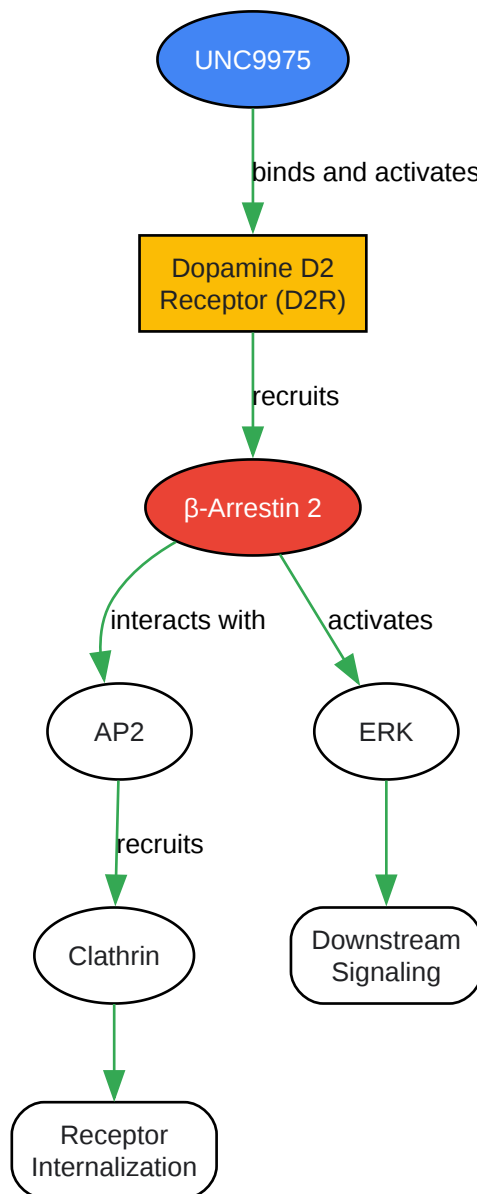 UNC9975
binds and activates
Dopamine D2
Receptor (D2R)
recruits
β-Arrestin 2
interacts with
activates
AP2
ERK
recruits
Clathrin
Downstream
Signaling
Receptor
Internalization